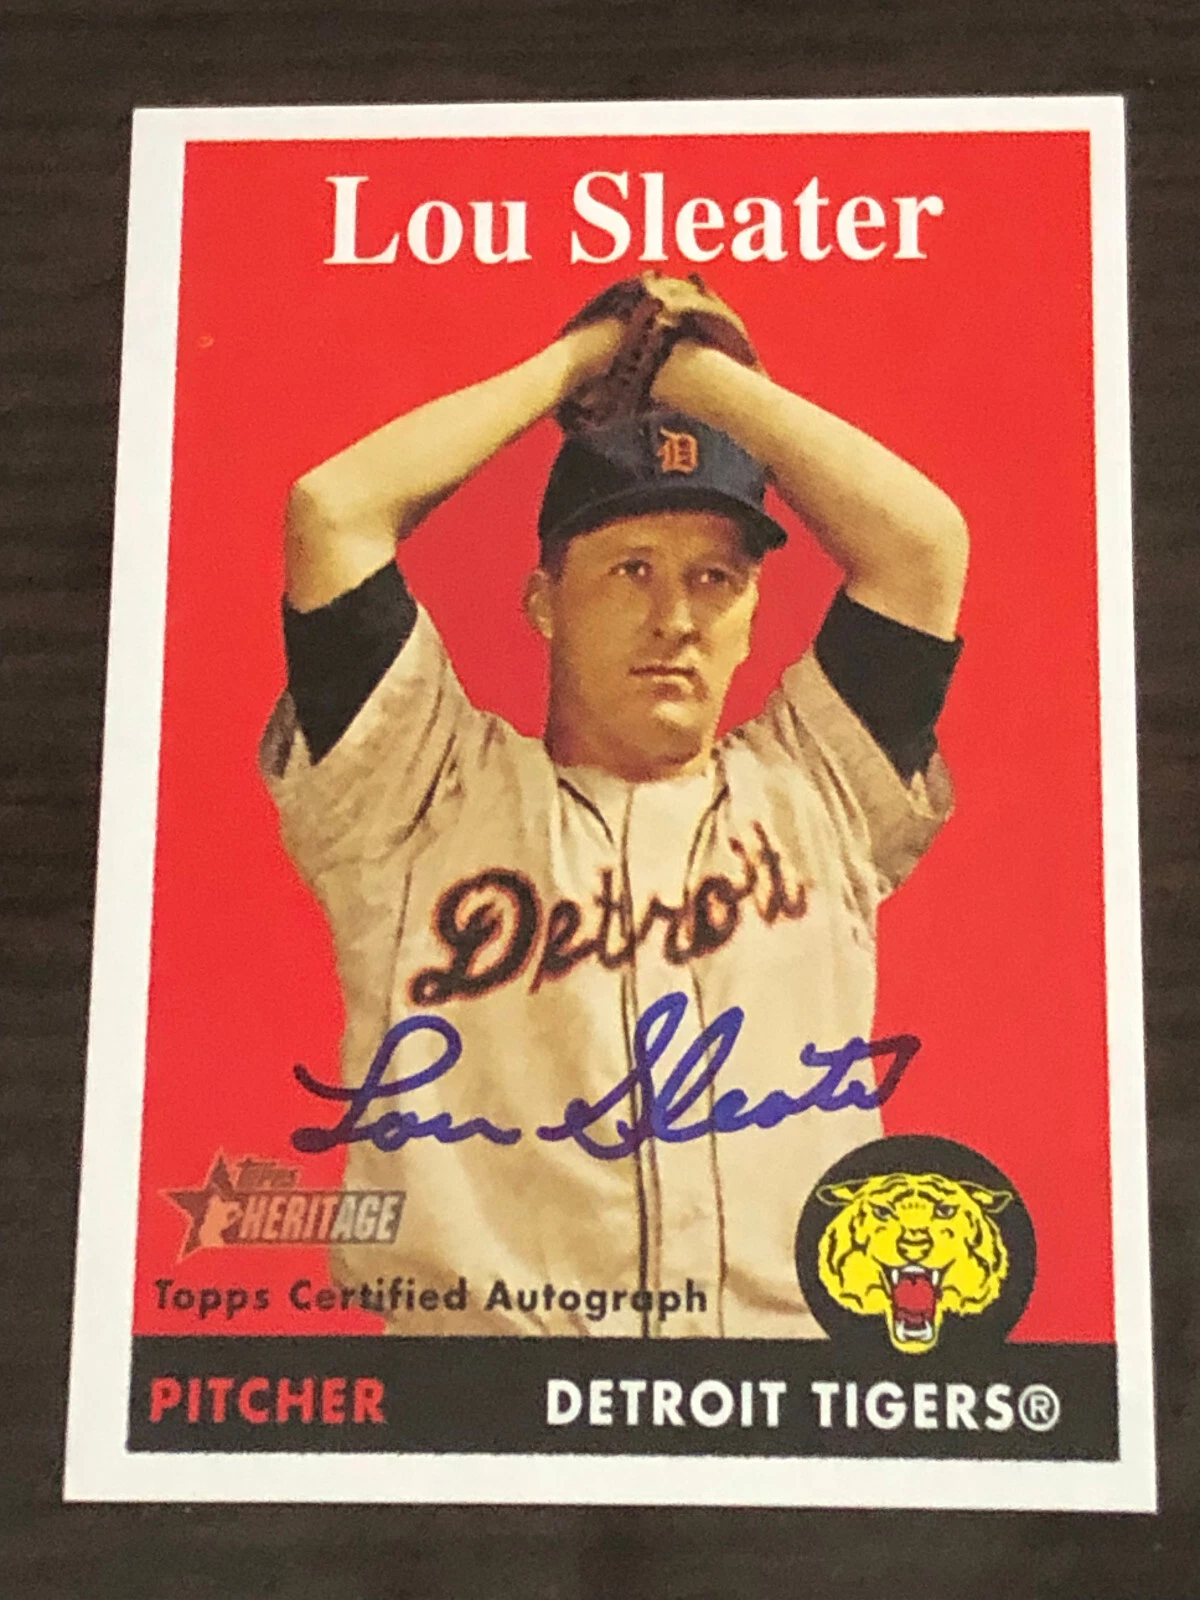 Lou Sleater
D
Detroit
Lou Sleater
Topps
HERITAGE
Topps Certified Autograph
PITCHER DETROIT TIGERS®